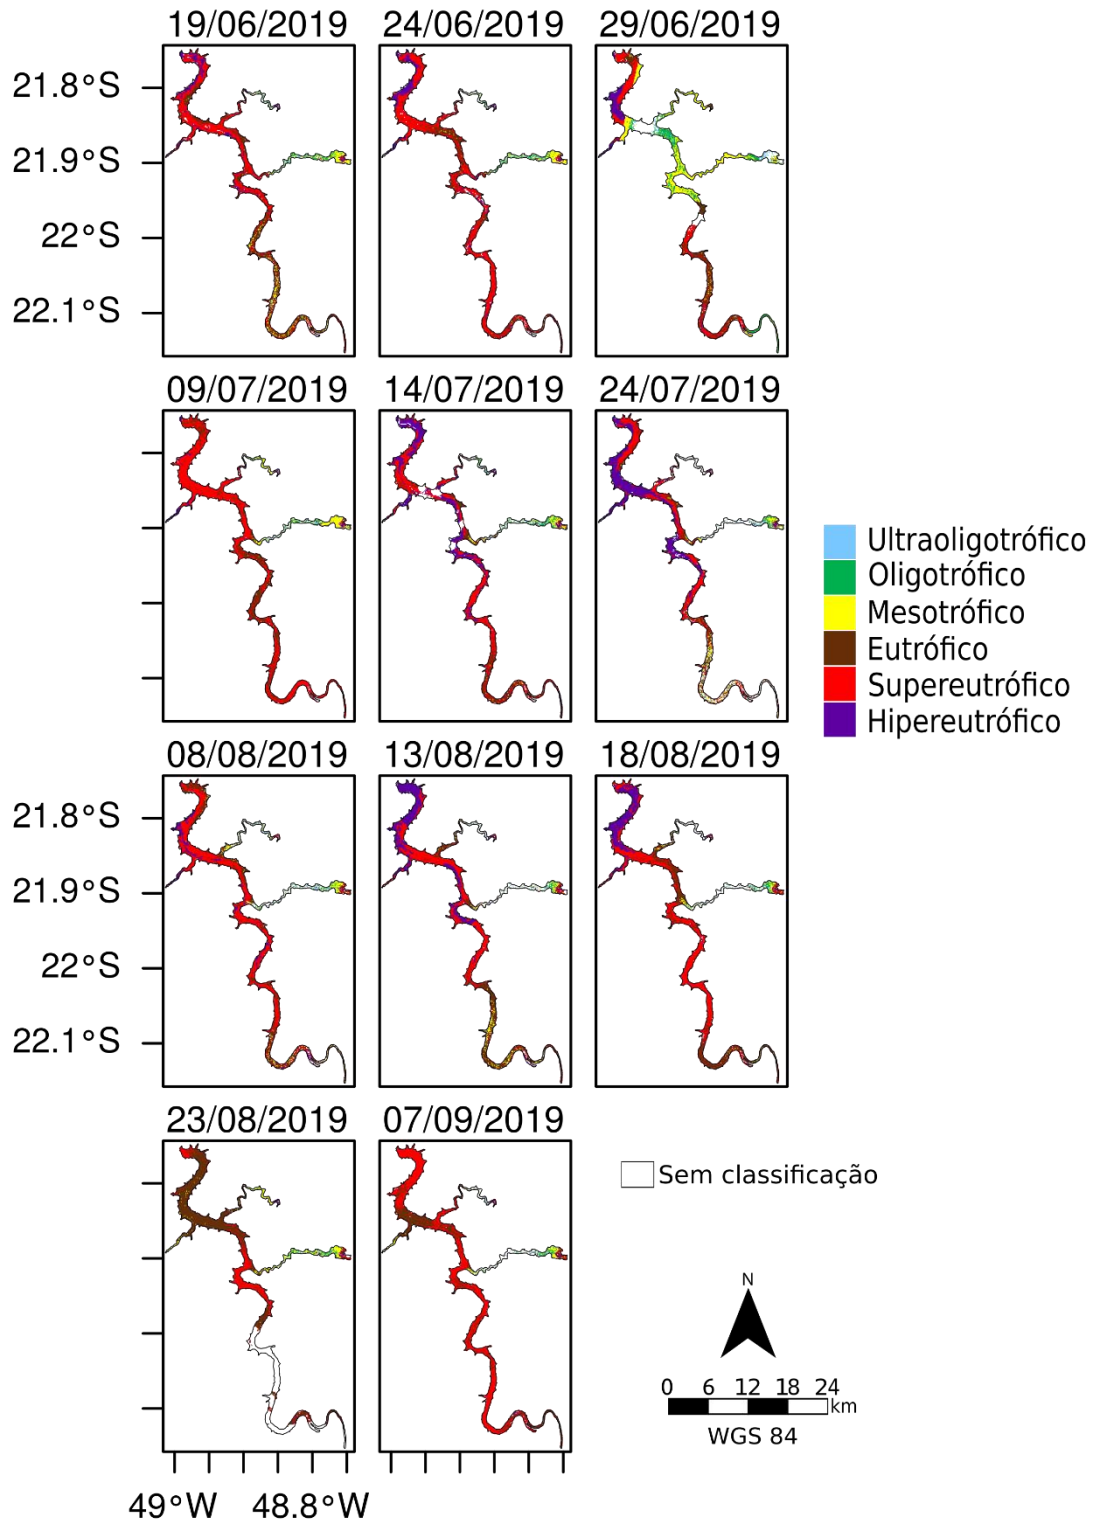 19/06/2019 24/06/2019 29/06/2019
21.8°S
21.9°S
22°S
22.1°S
09/07/2019 14/07/2019 24/07/2019
Ultraoligotrófico
Oligotrófico
Mesotrófico
Eutrófico
Supereutrófico
Hipereutrófico
08/08/2019 13/08/2019 18/08/2019
21.8°S
21.9°S
22°S
22.1°S
23/08/2019 07/09/2019
Sem classificação
N
0 6 12 18 24
km
WGS 84
49°W 48.8°W